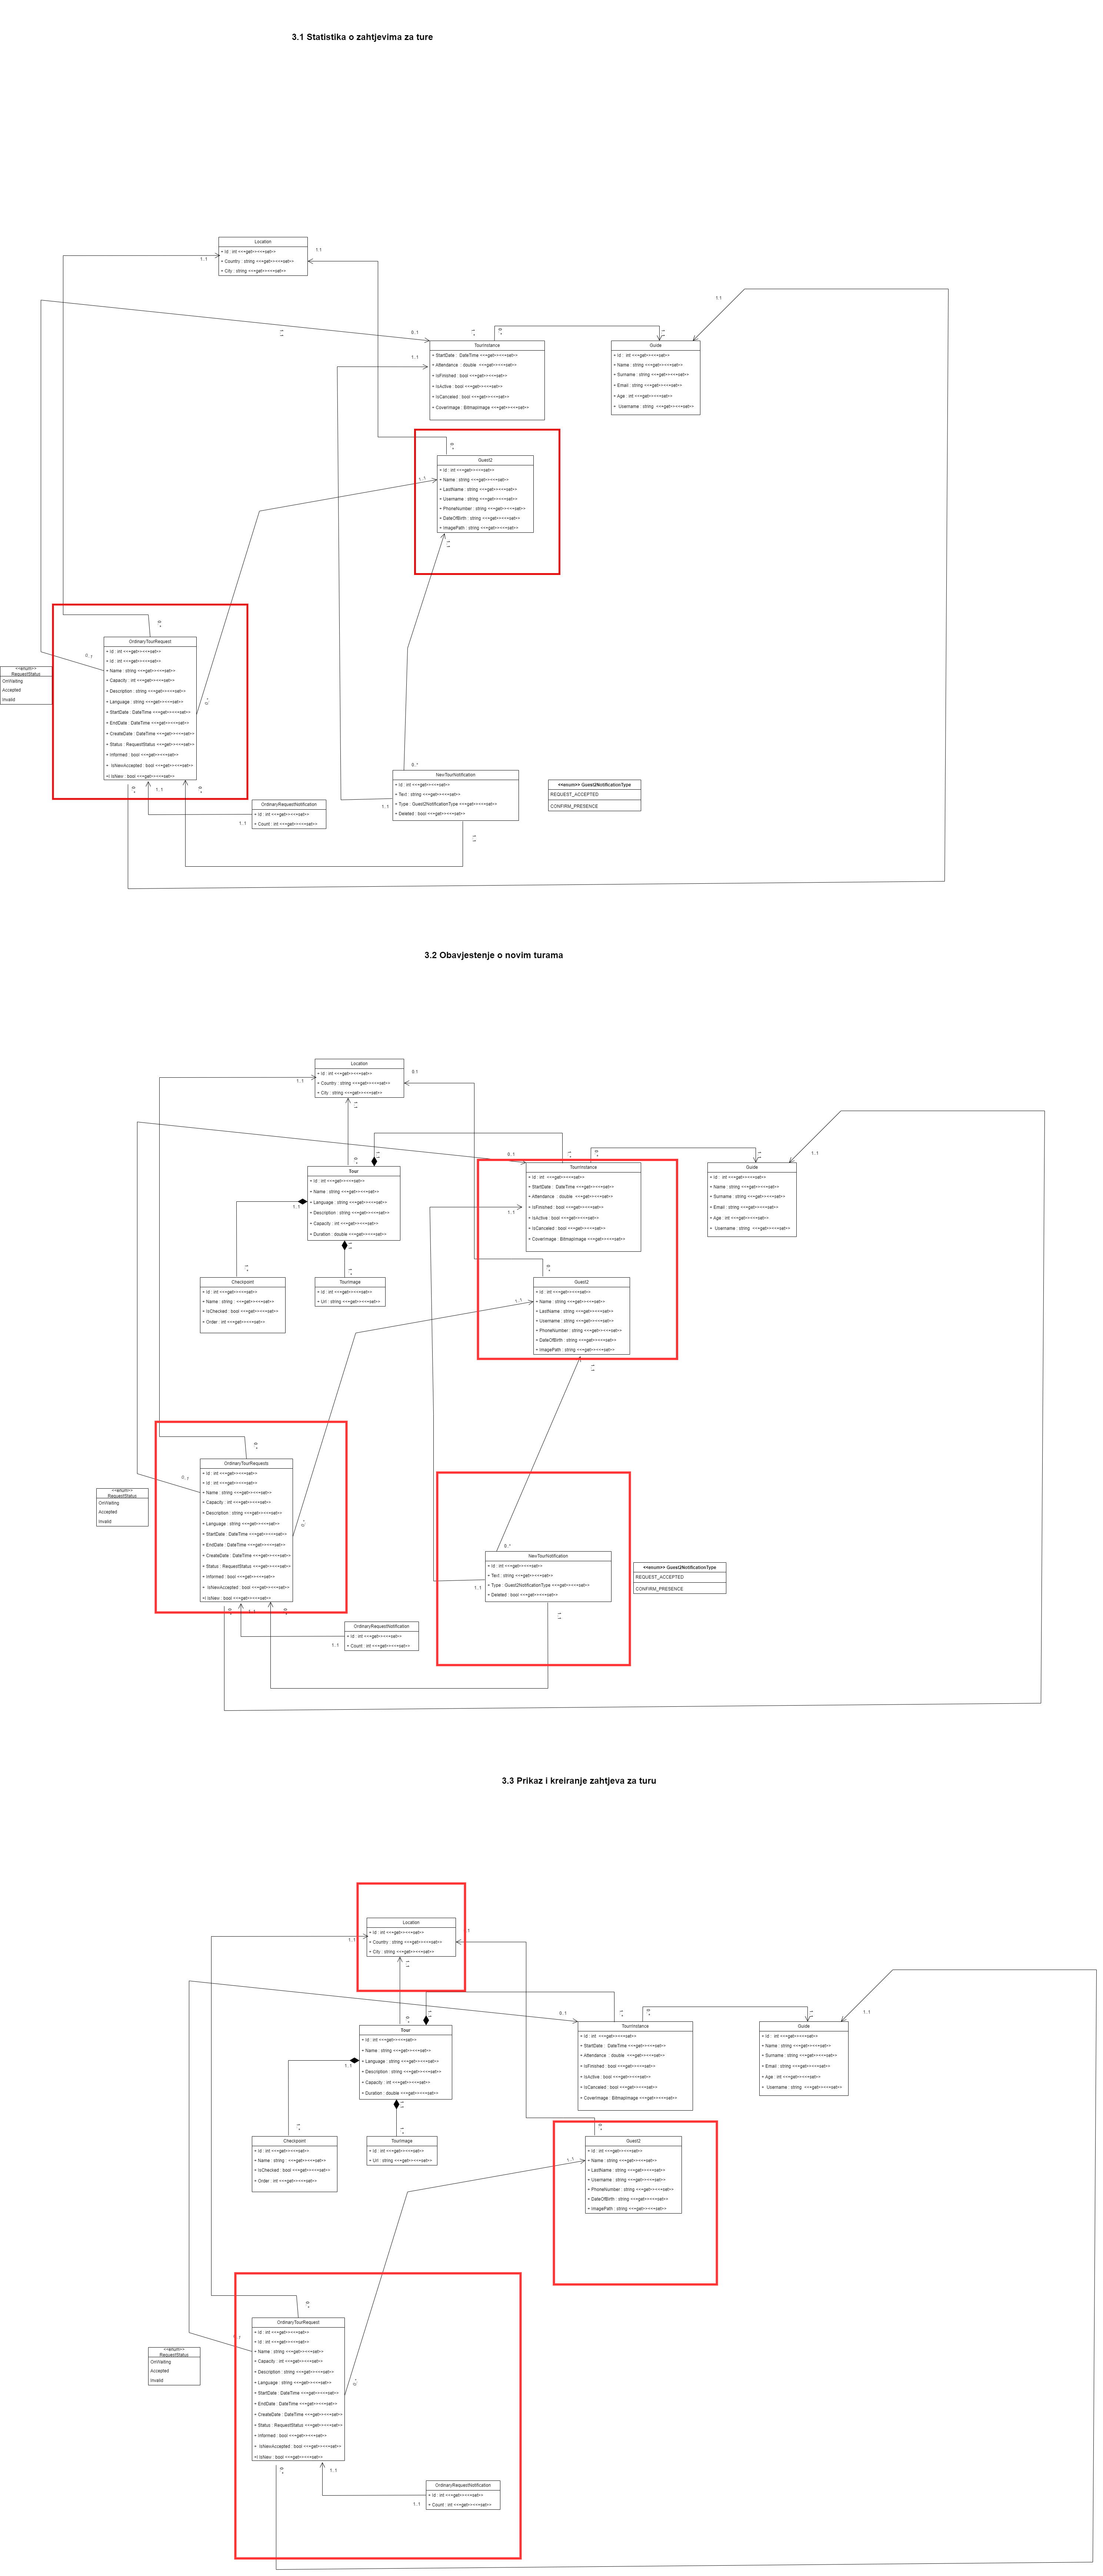 3.1 Statistika o zahtjevima za ture
Location
+ Id : int <<+get>><<+set>>
+ Country : string <<+get>><<+set>>
+ City : string <<+get>><<+set>>
1..1
1.1
0..1
1..1
TourInstance
+ StartDate : DateTime <<+get>><<+set>>
+ Attendance : double <<+get>><<+set>>
+ IsFinished : bool <<+get>><<+set>>
+ IsActive : bool <<+get>><<+set>>
+ IsCanceled : bool <<+get>><<+set>>
+ CoverImage : BitmapImage <<+get>><<+set>>
1.1
Guide
+ Id : int <<+get>><<+set>>
+ Name : string <<+get>><<+set>>
+ Surname : string <<+get>><<+set>>
+ Email : string <<+get>><<+set>>
+ Age : int <<+get>><<+set>>
+ Username : string <<+get>><<+set>>
Guest2
+ Id : int <<+get>><<+set>>
+ Name : string <<+get>><<+set>>
+ LastName : string <<+get>><<+set>>
+ Username : string <<+get>><<+set>>
+ PhoneNumber : string <<+get>><<+set>>
+ DateOfBirth : string <<+get>><<+set>>
+ ImagePath : string <<+get>><<+set>>
OrdinaryTourRequest
+ Id : int <<+get>><<+set>>
+ Id : int <<+get>><<+set>>
+ Name : string <<+get>><<+set>>
+ Capacity : int <<+get>><<+set>>
+ Description : string <<+get>><<+set>>
+ Language : string <<+get>><<+set>>
+ StartDate : DateTime <<+get>><<+set>>
+ EndDate : DateTime <<+get>><<+set>>
+ CreateDate : DateTime <<+get>><<+set>>
+ Status : RequestStatus <<+get>><<+set>>
+ Informed : bool <<+get>><<+set>>
+ IsNewAccepted : bool <<+get>><<+set>>
+l IsNew : bool <<+get>><<+set>>
<<enum>>
RequestStatus
OnWaiting
Accepted
Invalid
1..1
OrdinaryRequestNotification
+ Id : int <<+get>><<+set>>
+ Count : int <<+get>><<+set>>
1..1
0..*
NewTourNotification
+ Id : int <<+get>><<+set>>
+ Text : string <<+get>><<+set>>
+ Type : Guest2NotificationType <<+get>><<+set>>
+ Deleted : bool <<+get>><<+set>>
1..1
<<enum>> Guest2NotificationType
REQUEST_ACCEPTED
CONFIRM_PRESENCE
3.2 Obavjestenje o novim turama
Location
+ Id : int <<+get>><<+set>>
+ Country : string <<+get>><<+set>>
+ City : string <<+get>><<+set>>
1..1
0.1
0..1
Tour
+ Id : int <<+get>><<+set>>
+ Name : string <<+get>><<+set>>
+ Language : string <<+get>><<+set>>
+ Description : string <<+get>><<+set>>
+ Capacity : int <<+get>><<+set>>
+ Duration : double <<+get>><<+set>>
1..1
TourInstance
+ Id : int <<+get>><<+set>>
+ StartDate : DateTime <<+get>><<+set>>
+ Attendance : double <<+get>><<+set>>
+ IsFinished : bool <<+get>><<+set>>
+ IsActive : bool <<+get>><<+set>>
+ IsCanceled : bool <<+get>><<+set>>
+ CoverImage : BitmapImage <<+get>><<+set>>
1..1
Guide
+ Id : int <<+get>><<+set>>
+ Name : string <<+get>><<+set>>
+ Surname : string <<+get>><<+set>>
+ Email : string <<+get>><<+set>>
+ Age : int <<+get>><<+set>>
+ Username : string <<+get>><<+set>>
1..1
Checkpoint
+ Id : int <<+get>><<+set>>
+ Name : string : <<+get>><<+set>>
+ IsChecked : bool <<+get>><<+set>>
+ Order : int <<+get>><<+set>>
TourImage
+ Id : int <<+get>><<+set>>
+ Url : string <<+get>><<+set>>
Guest2
+ Id : int <<+get>><<+set>>
+ Name : string <<+get>><<+set>>
+ LastName : string <<+get>><<+set>>
+ Username : string <<+get>><<+set>>
+ PhoneNumber : string <<+get>><<+set>>
+ DateOfBirth : string <<+get>><<+set>>
+ ImagePath : string <<+get>><<+set>>
OrdinaryTourRequests
+ Id : int <<+get>><<+set>>
+ Id : int <<+get>><<+set>>
+ Name : string <<+get>><<+set>>
+ Capacity : int <<+get>><<+set>>
+ Description : string <<+get>><<+set>>
+ Language : string <<+get>><<+set>>
+ StartDate : DateTime <<+get>><<+set>>
+ EndDate : DateTime <<+get>><<+set>>
+ CreateDate : DateTime <<+get>><<+set>>
+ Status : RequestStatus <<+get>><<+set>>
+ Informed : bool <<+get>><<+set>>
+ IsNewAccepted : bool <<+get>><<+set>>
+l IsNew : bool <<+get>><<+set>>
<<enum>>
RequestStatus
OnWaiting
Accepted
Invalid
OrdinaryRequestNotification
+ Id : int <<+get>><<+set>>
+ Count : int <<+get>><<+set>>
1..1
0..*
NewTourNotification
+ Id : int <<+get>><<+set>>
+ Text : string <<+get>><<+set>>
+ Type : Guest2NotificationType <<+get>><<+set>>
+ Deleted : bool <<+get>><<+set>>
1..1
<<enum>> Guest2NotificationType
REQUEST_ACCEPTED
CONFIRM_PRESENCE
3.3 Prikaz i kreiranje zahtjeva za turu
Location
+ Id : int <<+get>><<+set>>
+ Country : string <<+get>><<+set>>
+ City : string <<+get>><<+set>>
1..1
0..1
Tour
+ Id : int <<+get>><<+set>>
+ Name : string <<+get>><<+set>>
+ Language : string <<+get>><<+set>>
+ Description : string <<+get>><<+set>>
+ Capacity : int <<+get>><<+set>>
+ Duration : double <<+get>><<+set>>
1..1
TourInstance
+ Id : int <<+get>><<+set>>
+ StartDate : DateTime <<+get>><<+set>>
+ Attendance : double <<+get>><<+set>>
+ IsFinished : bool <<+get>><<+set>>
+ IsActive : bool <<+get>><<+set>>
+ IsCanceled : bool <<+get>><<+set>>
+ CoverImage : BitmapImage <<+get>><<+set>>
1..1
Guide
+ Id : int <<+get>><<+set>>
+ Name : string <<+get>><<+set>>
+ Surname : string <<+get>><<+set>>
+ Email : string <<+get>><<+set>>
+ Age : int <<+get>><<+set>>
+ Username : string <<+get>><<+set>>
Checkpoint
+ Id : int <<+get>><<+set>>
+ Name : string : <<+get>><<+set>>
+ IsChecked : bool <<+get>><<+set>>
+ Order : int <<+get>><<+set>>
TourImage
+ Id : int <<+get>><<+set>>
+ Url : string <<+get>><<+set>>
Guest2
+ Id : int <<+get>><<+set>>
+ Name : string <<+get>><<+set>>
+ LastName : string <<+get>><<+set>>
+ Username : string <<+get>><<+set>>
+ PhoneNumber : string <<+get>><<+set>>
+ DateOfBirth : string <<+get>><<+set>>
+ ImagePath : string <<+get>><<+set>>
OrdinaryTourRequest
+ Id : int <<+get>><<+set>>
+ Id : int <<+get>><<+set>>
+ Name : string <<+get>><<+set>>
+ Capacity : int <<+get>><<+set>>
+ Description : string <<+get>><<+set>>
+ Language : string <<+get>><<+set>>
+ StartDate : DateTime <<+get>><<+set>>
+ EndDate : DateTime <<+get>><<+set>>
+ CreateDate : DateTime <<+get>><<+set>>
+ Status : RequestStatus <<+get>><<+set>>
+ Informed : bool <<+get>><<+set>>
+ IsNewAccepted : bool <<+get>><<+set>>
+l IsNew : bool <<+get>><<+set>>
<<enum>>
RequestStatus
OnWaiting
Accepted
Invalid
1..1
OrdinaryRequestNotification
+ Id : int <<+get>><<+set>>
+ Count : int <<+get>><<+set>>
1..1